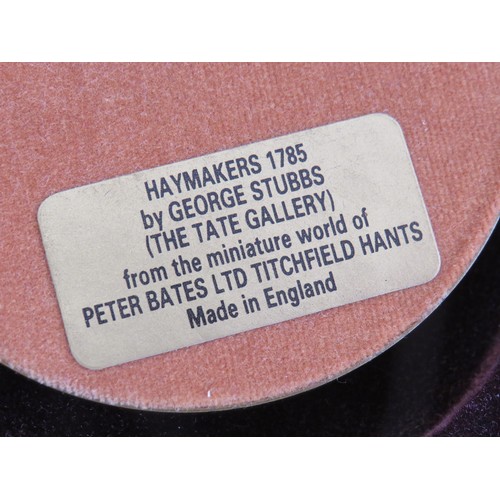 HAYMAKERS 1785
by GEORGE STUBBS
(THE TATE GALLERY)
from the miniature world of
PETER BATES LTD TITCHFIELD HANTS
Made in England